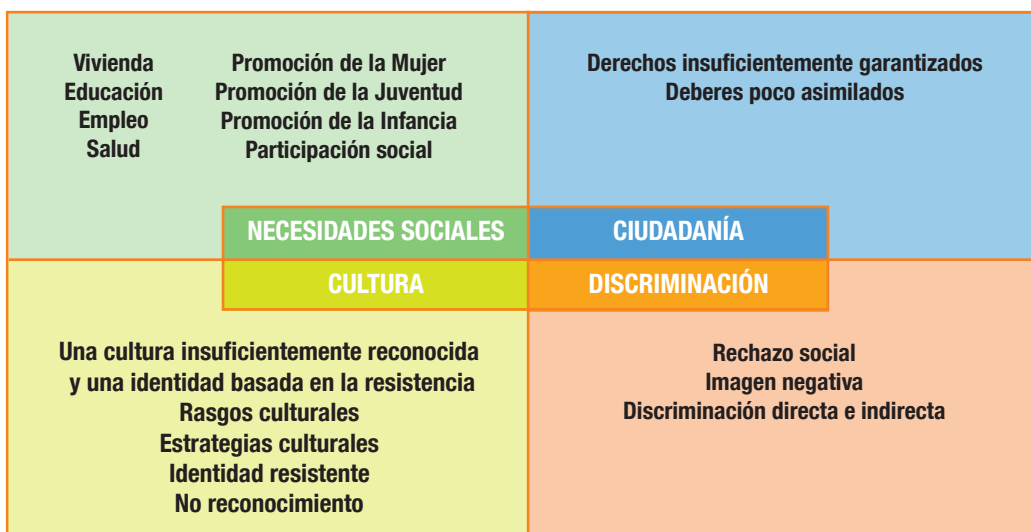 Vivienda
Educación
Empleo
Salud
Promoción de la Mujer
Promoción de la Juventud
Promoción de la Infancia
Participación social
NECESIDADES SOCIALES
Derechos insuficientemente garantizados
Deberes poco asimilados
CIUDADANÍA
CULTURA
Una cultura insuficientemente reconocida
y una identidad basada en la resistencia
Rasgos culturales
Estrategias culturales
Identidad resistente
No reconocimiento
DISCRIMINACIÓN
Rechazo social
Imagen negativa
Discriminación directa e indirecta